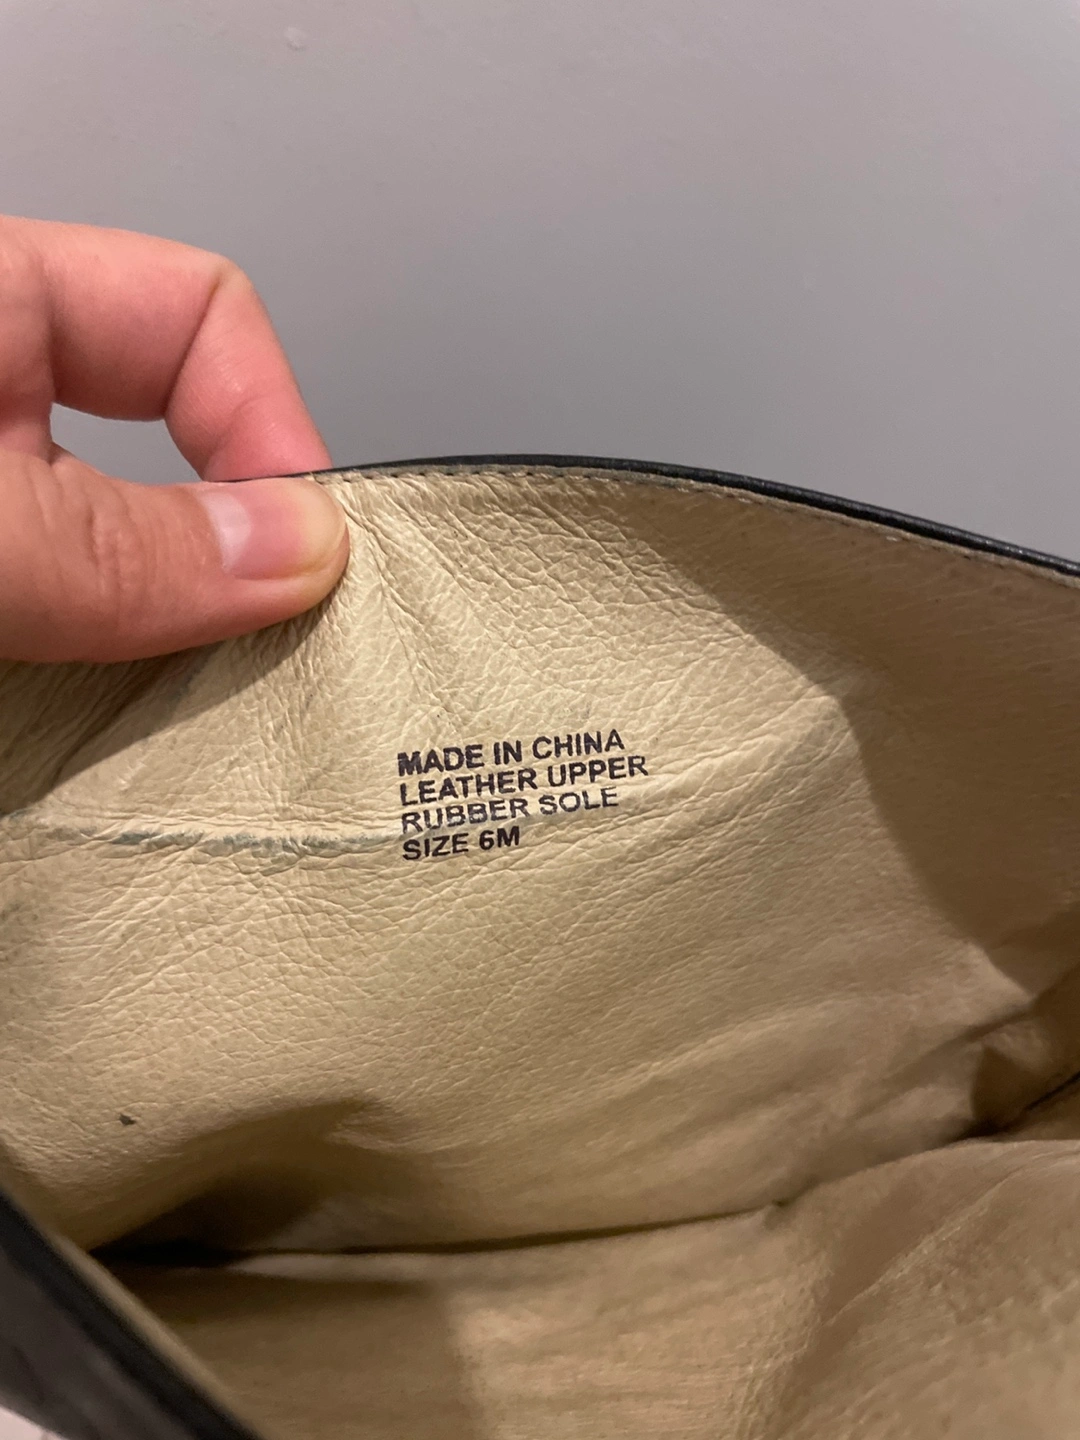 MADE IN CHINA
LEATHER UPPER
RUBBER SOLE
SIZE 6M